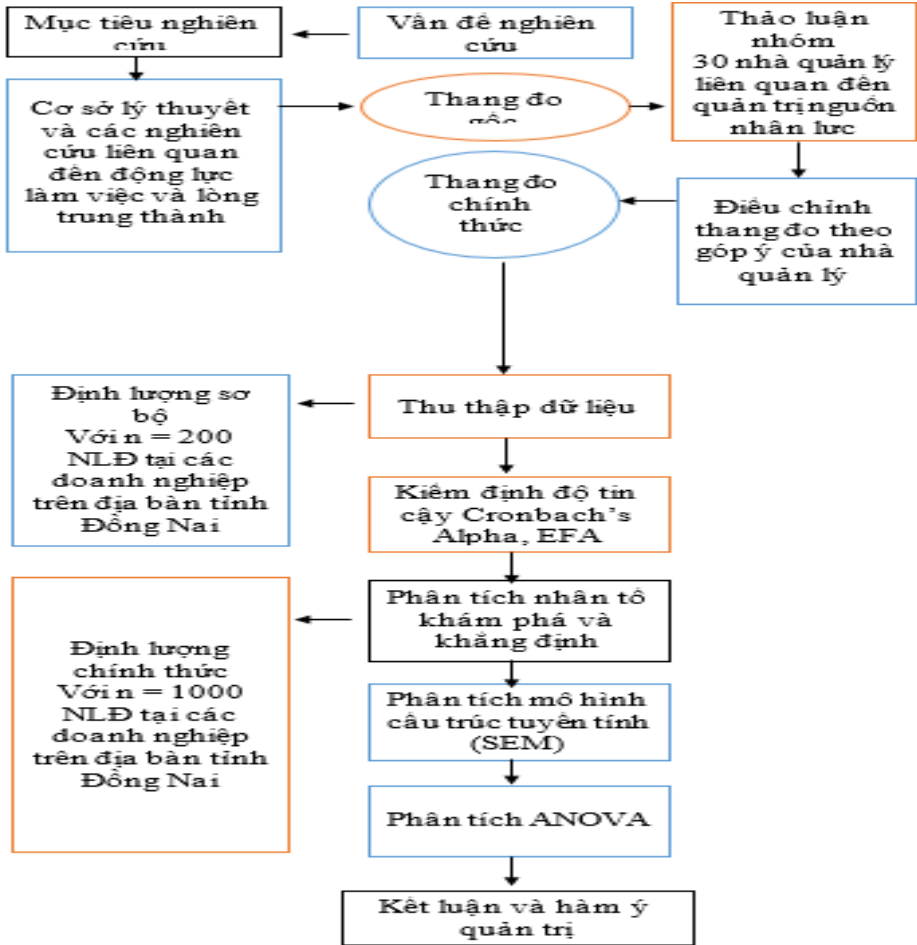 Vấn đề nghiên
cứu
Mục tiêu nghiên
cứu
Cơ sở lý thuyết
và các nghiên
cứu liên quan
đến động lực
làm việc và lòng
trung thành
Thang đo
gốc
Thảo luận
nhóm
30 nhà quản lý
liên quan đến
quản trị nguồn
nhân lực
Điều chỉnh
thang đo theo
góp ý của nhà
quản lý
Thang đo
chính
thức
Thu thập dữ liệu
Định lượng sơ
bộ
Với n = 200
NLĐ tại các
doanh nghiệp
trên địa bàn tỉnh
Đồng Nai
Kiểm định độ tin
cậy Cronbach’s
Alpha, EFA
Phân tích nhân tố
khám phá và
khẳng định
Định lượng
chính thức
Với n = 1000
NLĐ tại các
doanh nghiệp
trên địa bàn tỉnh
Đồng Nai
Phân tích mô hình
cấu trúc tuyến tính
(SEM)
Phân tích ANOVA
Kết luận và hàm ý
quản trị